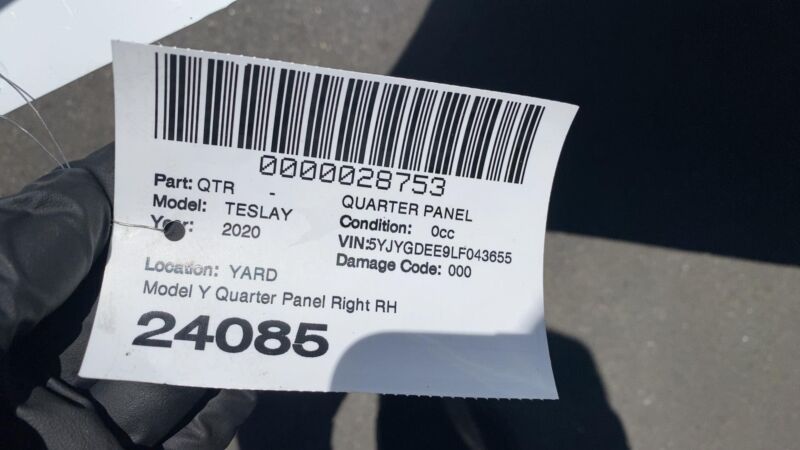 0000028753
Part: QTR - QUARTER PANEL
Model: TESLAY Condition: 0cc
Year: 2020 VIN:5YJYGDEE9LF043655
Damage Code: 000
Location: YARD
Model Y Quarter Panel Right RH
24085